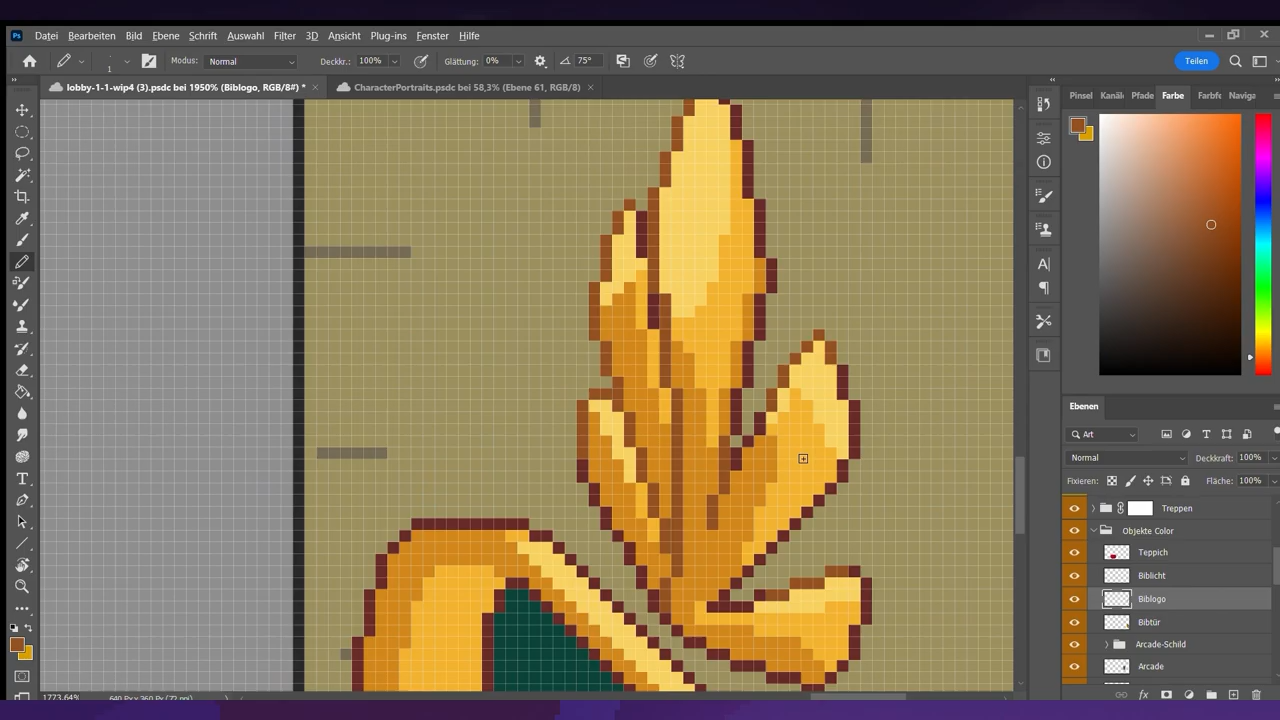 Ps Datei Bearbeiten Bild Ebene Schrift Auswahl Filter 3D Ansicht Plug-ins Fenster Hilfe
1 Modus: Normal Deckkr.: 100% Glättung: 0% 75° Teilen
lobby-1-1-wip4 (3).psdc bei 1950% (Biblogo, RGB/8#) *
CharacterPortraits.psdc bei 58,3% (Ebene 61, RGB/8)
Pinsel Kanäl Pfade Farbe Farbfe Naviga
Ebenen
Art
Normal Deckkraft: 100%
Fixieren: Fläche: 100%
Treppen
Objekte Color
Teppich
Biblicht
Biblogo
Bibtür
Arcade-Schild
Arcade
1773,64% 640 Px x 360 Px (72 ppi)
fx